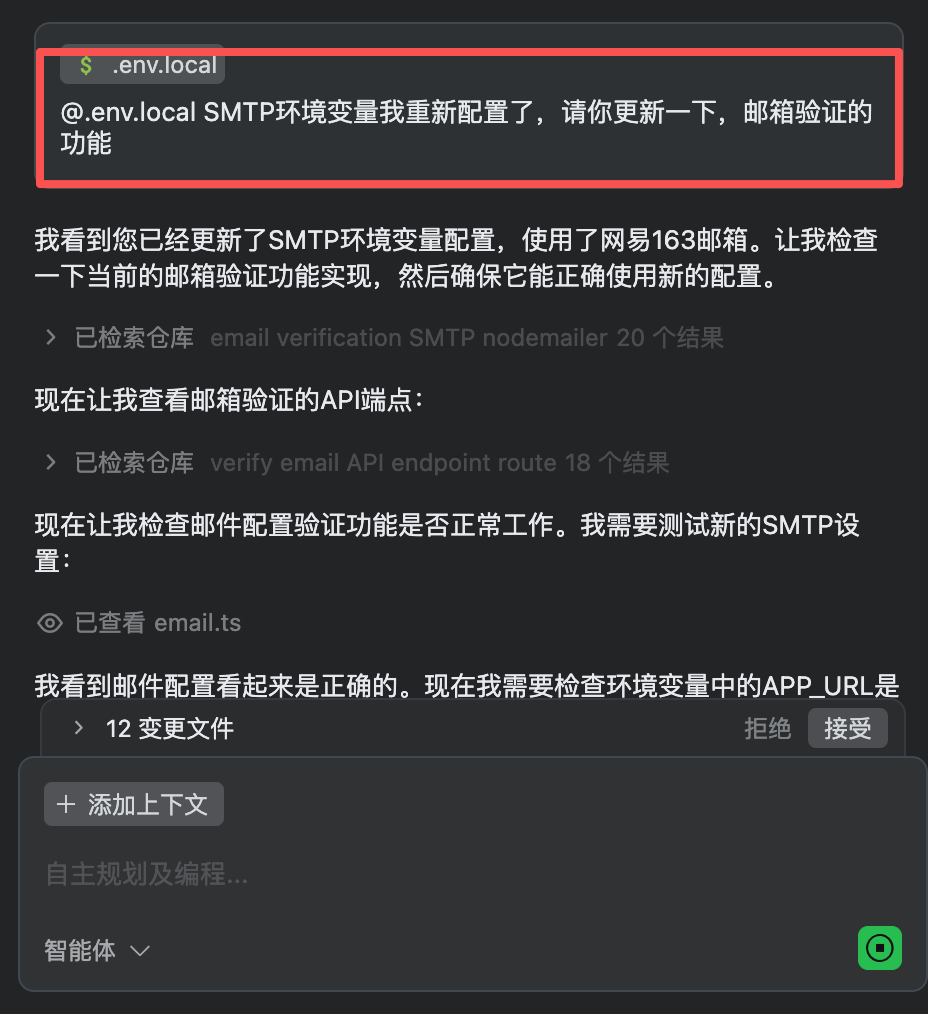 $ .env.local
@.env.local SMTP环境变量我重新配置了，请你更新一下，邮箱验证的
功能
我看到您已经更新了SMTP环境变量配置，使用了网易163邮箱。让我检查
一下当前的邮箱验证功能实现，然后确保它能正确使用新的配置。
已检索仓库 email verification SMTP nodemailer 20 个结果
现在让我查看邮箱验证的API端点：
已检索仓库 verify email API endpoint route 18 个结果
现在让我检查邮件配置验证功能是否正常工作。我需要测试新的SMTP设
置：
已查看 email.ts
我看到邮件配置看起来是正确的。现在我需要检查环境变量中的APP_URL是
12 变更文件 拒绝 接受
添加上下文
自主规划及编程...
智能体